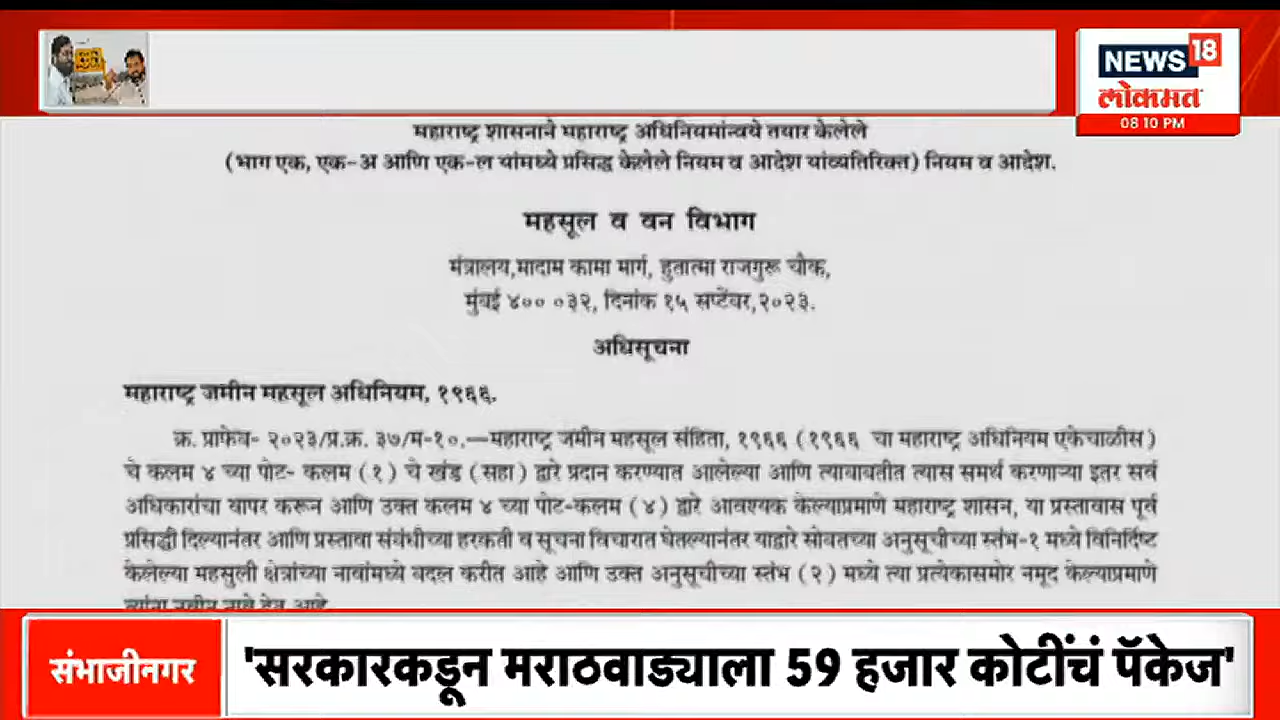 NEWS 18
लोकमत
08:10 PM
महाराष्ट्र शासनाने महाराष्ट्र अधिनियमांन्वये तयार केलेले
(भाग एक, एक-अ आणि एक-ल यांमध्ये प्रसिद्ध केलेले नियम व आदेश यांव्यतिरिक्त) नियम व आदेश.
महसूल व वन विभाग
मंत्रालय,मादाम कामा मार्ग, हुतात्मा राजगुरू चौक,
मुंबई ४०० ०३२, दिनांक १५ सप्टेंबर,२०२३.
अधिसूचना
महाराष्ट्र जमीन महसूल अधिनियम, १९६६.
क्र. प्राफेब- २०२३/प्र.क्र. ३७/म-१०.—महाराष्ट्र जमीन महसूल संहिता, १९६६ (१९६६ चा महाराष्ट्र अधिनियम एकेचाळीस)
चे कलम ४ च्या पोट- कलम (१) चे खंड (सहा) द्वारे प्रदान करण्यात आलेल्या आणि त्याबाबतीत त्यास समर्थ करणाऱ्या इतर सर्व
अधिकारांचा वापर करून आणि उक्त कलम ४ च्या पोट-कलम (४) द्वारे आवश्यक केल्याप्रमाणे महाराष्ट्र शासन, या प्रस्तावास पूर्व
प्रसिद्धी दिल्यानंतर आणि प्रस्तावा संबंधीच्या हरकती व सूचना विचारात घेतल्यानंतर याद्वारे सोबतच्या अनुसूचीच्या स्तंभ-१ मध्ये विनिर्दिष्ट
केलेल्या महसुली क्षेत्रांच्या नावांमध्ये बदल करीत आहे आणि उक्त अनुसूचीच्या स्तंभ (२) मध्ये त्या प्रत्येकासमोर नमूद केल्याप्रमाणे
संभाजीनगर
'सरकारकडून मराठवाड्याला 59 हजार कोटींचं पॅकेज'